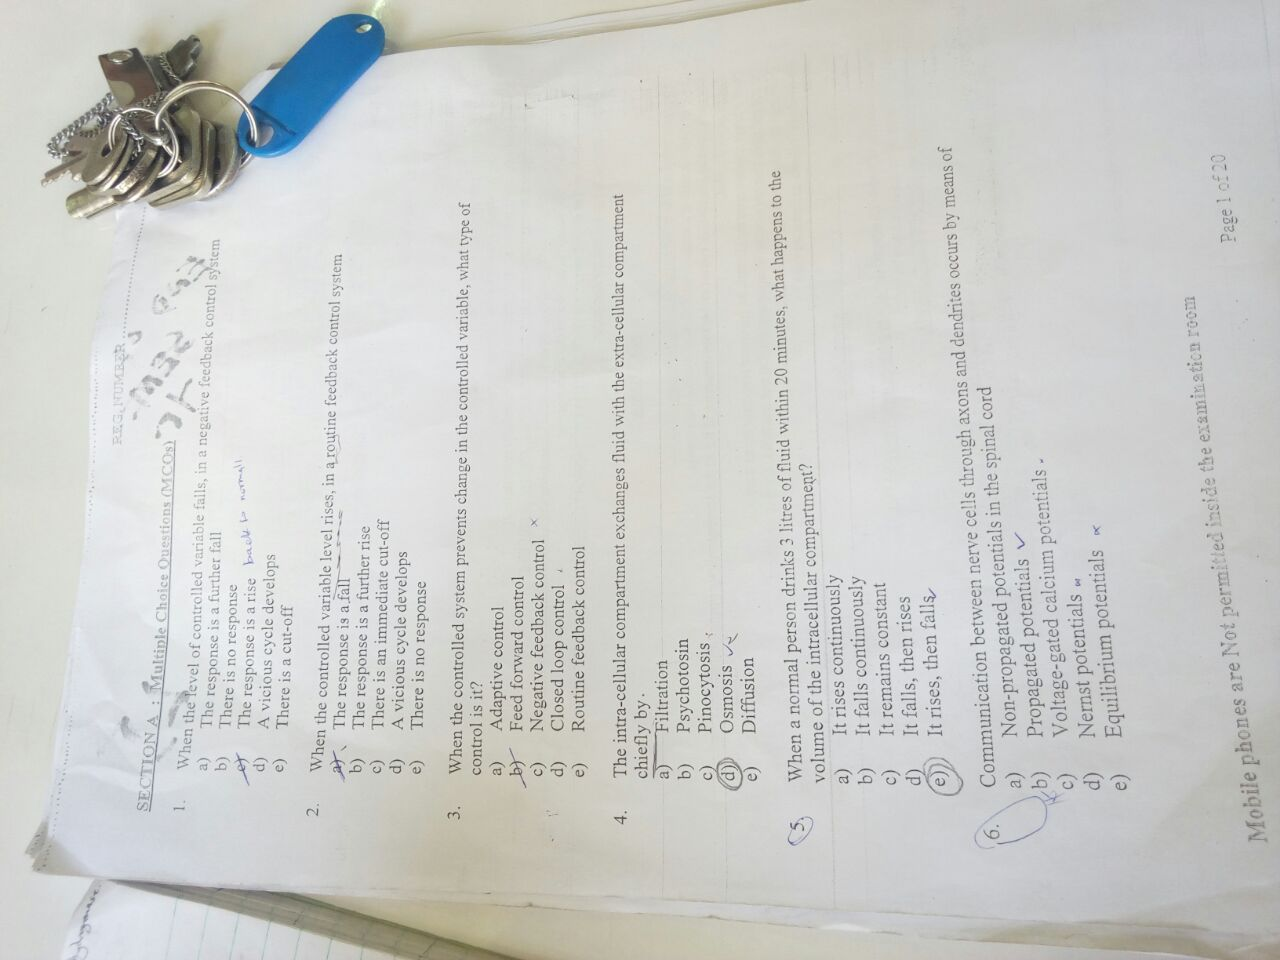 REG. NUMBER
SECTION A : Multiple Choice Questions (MCQs)
1. When the level of controlled variable falls, in a negative feedback control system
a) The response is a further fall
b) There is no response
c) The response is a rise back to normall
d) A vicious cycle develops
e) There is a cut-off
2. When the controlled variable level rises, in a routine feedback control system
a) The response is a fall
b) The response is a further rise
c) There is an immediate cut-off
d) A vicious cycle develops
e) There is no response
3. When the controlled system prevents change in the controlled variable, what type of
control is it?
a) Adaptive control
b) Feed forward control
c) Negative feedback control x
d) Closed loop control
e) Routine feedback control
4. The intra-cellular compartment exchanges fluid with the extra-cellular compartment
chiefly by.
a) Filtration
b) Psychotosin
c) Pinocytosis
d) Osmosis
e) Diffusion
5. When a normal person drinks 3 litres of fluid within 20 minutes, what happens to the
volume of the intracellular compartment?
a) It rises continuously
b) It falls continuously
c) It remains constant
d) It falls, then rises
e) It rises, then falls
6. Communication between nerve cells through axons and dendrites occurs by means of
a) Non-propagated potentials in the spinal cord
b) Propagated potentials ✓
c) Voltage-gated calcium potentials
d) Nernst potentials
e) Equilibrium potentials
Mobile phones are Not permitted inside the examination room
Page 1 of 20